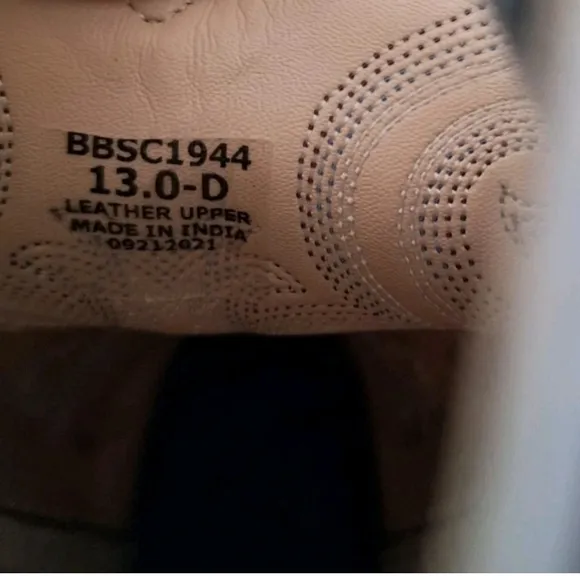 BBSC1944
13.0-D
LEATHER UPPER
MADE IN INDIA
09212021